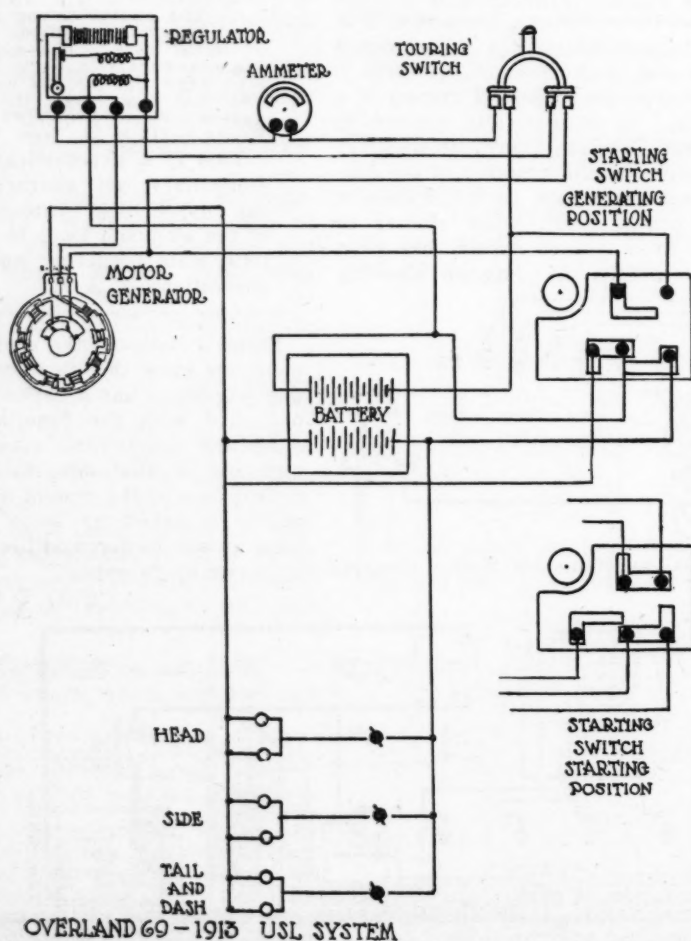 REGULATOR
AMMETER
TOURING'
SWITCH
STARTING
SWITCH
GENERATING
POSITION
MOTOR
GENERATOR
BATTERY
HEAD
SIDE
TAIL
AND
DASH
STARTING
SWITCH
STARTING
POSITION
OVERLAND 69 – 1913 USL SYSTEM